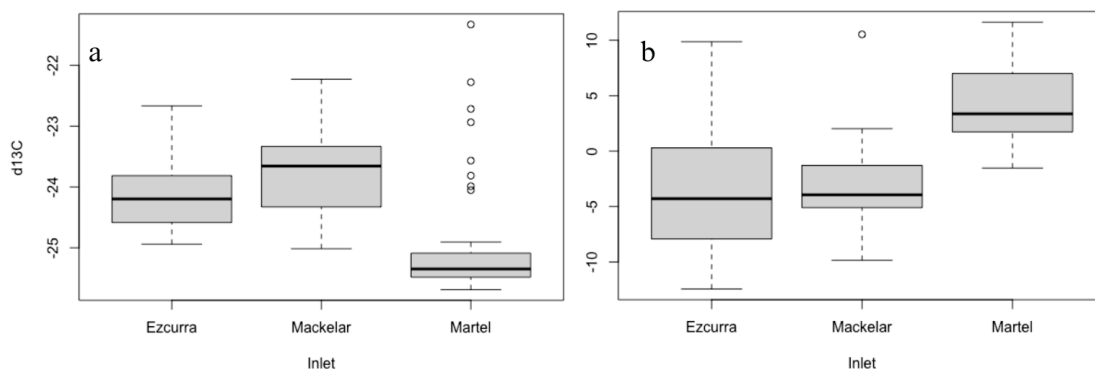 a
d13C
-22
-23
-24
-25
Ezcurra
Mackelar
Martel
Inlet
b
10
5
0
-5
-10
Ezcurra
Mackelar
Martel
Inlet